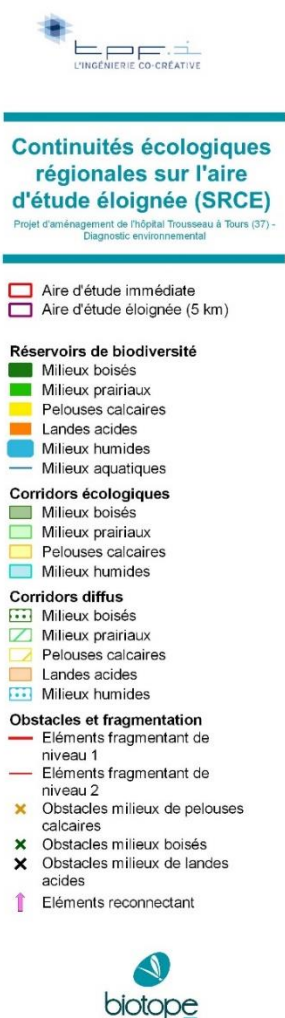 tpf.i
L'INGÉNIERIE CO-CRÉATIVE
Continuités écologiques
régionales sur l'aire
d'étude éloignée (SRCE)
Projet d'aménagement de l'hôpital Trousseau à Tours (37) -
Diagnostic environnemental
Aire d'étude immédiate
Aire d'étude éloignée (5 km)
Réservoirs de biodiversité
Milieux boisés
Milieux prairiaux
Pelouses calcaires
Landes acides
Milieux humides
Milieux aquatiques
Corridors écologiques
Milieux boisés
Milieux prairiaux
Pelouses calcaires
Milieux humides
Corridors diffus
Milieux boisés
Milieux prairiaux
Pelouses calcaires
Landes acides
Milieux humides
Obstacles et fragmentation
Eléments fragmentant de
niveau 1
Eléments fragmentant de
niveau 2
Obstacles milieux de pelouses
calcaires
Obstacles milieux boisés
Obstacles milieux de landes
acides
Eléments reconnectant
biotope